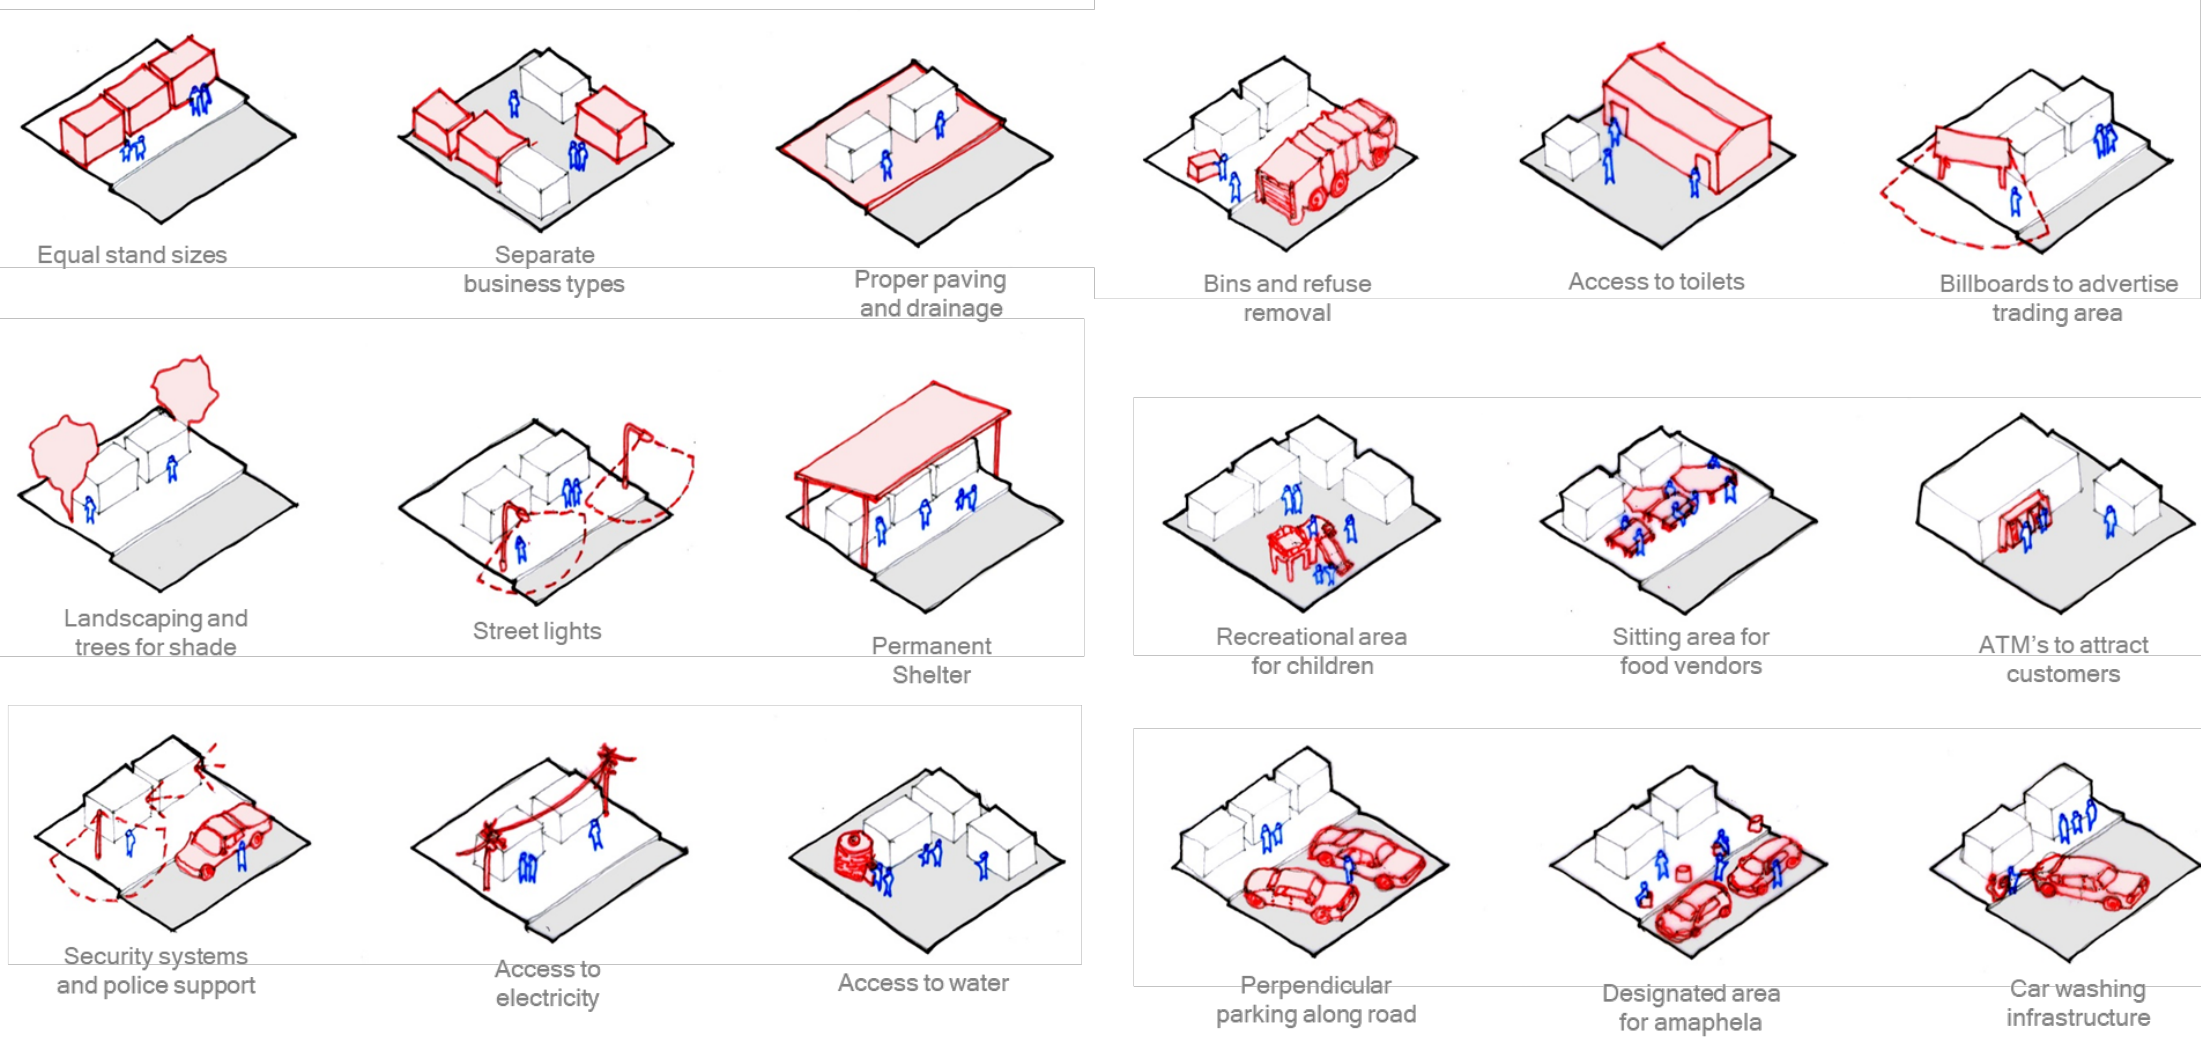 Equal stand sizes
Separate
business types
Proper paving
and drainage
Bins and refuse
removal
Access to toilets
Billboards to advertise
trading area
Landscaping and
trees for shade
Street lights
Permanent
Shelter
Recreational area
for children
Sitting area for
food vendors
ATM's to attract
customers
Security systems
and police support
Access to
electricity
Access to water
Perpendicular
parking along road
Designated area
for amaphela
Car washing
infrastructure